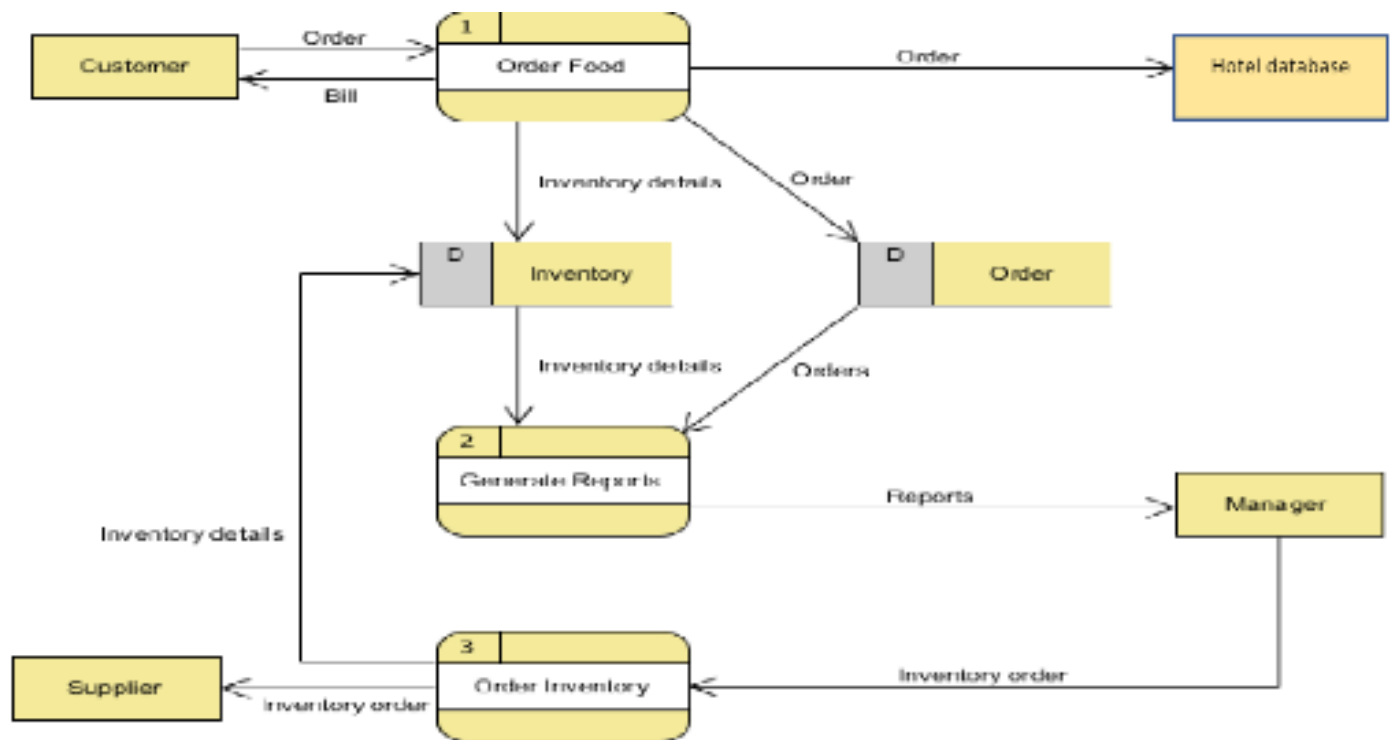 1
Order
Customer
Order Food
Order
Hotel database
Bill
Inventory details
Order
D
Inventory
D
Order
Inventory details
Orders
2
Generate Reports
Reports
Manager
Inventory details
3
Supplier
Order Inventory
Inventory order
Inventory order